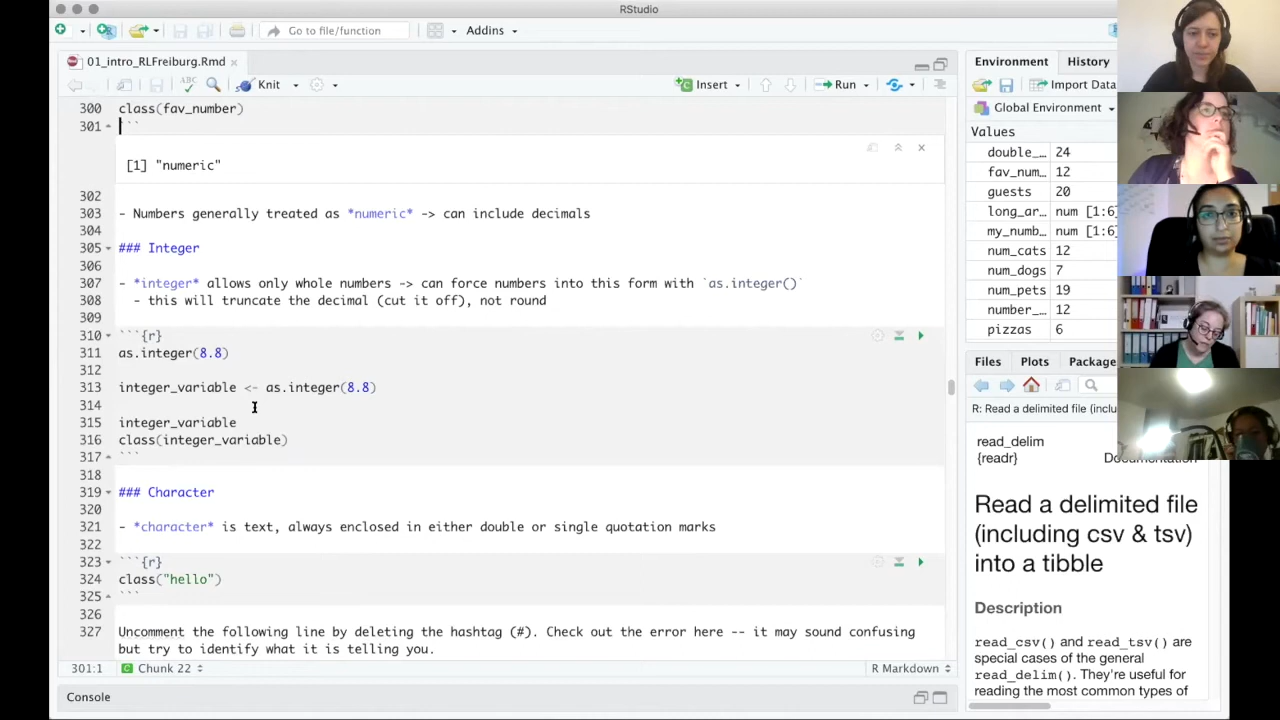 RStudio
Go to file/function
Addins
01_intro_RLFreiburg.Rmd
ABC
Knit
Insert
Run
300 class(fav_number)
301 ```
[1] "numeric"
302
303 - Numbers generally treated as *numeric* -> can include decimals
304
305 ### Integer
306
307 - *integer* allows only whole numbers -> can force numbers into this form with `as.integer()`
308 - this will truncate the decimal (cut it off), not round
309
310 ```{r}
311 as.integer(8.8)
312
313 integer_variable <- as.integer(8.8)
314
315 integer_variable
316 class(integer_variable)
317 ```
318
319 ### Character
320
321 - *character* is text, always enclosed in either double or single quotation marks
322
323 ```{r}
324 class("hello")
325 ```
326
327 Uncomment the following line by deleting the hashtag (#). Check out the error here -- it may sound confusing
but try to identify what it is telling you.
301:1 Chunk 22 R Markdown
Console
Environment History
Import Data
Global Environment
Values
double_… 24
fav_num… 12
guests 20
long_ar… num [1:6]
my_numb… num [1:6]
num_cats 12
num_dogs 7
num_pets 19
number_… 12
pizzas 6
Files Plots Package
R: Read a delimited file (inclu
read_delim
{readr} Documentation
Read a delimited file
(including csv & tsv)
into a tibble
Description
read_csv() and read_tsv() are
special cases of the general
read_delim(). They're useful for
reading the most common types of